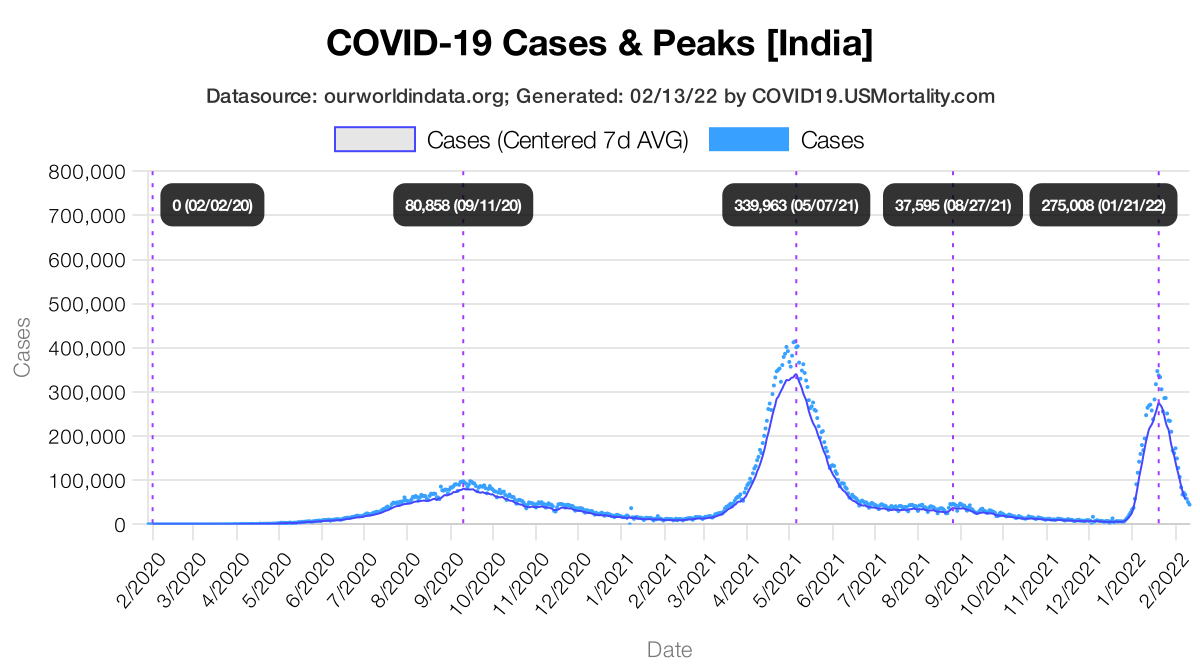 COVID-19 Cases & Peaks [India]
Datasource: ourworldindata.org; Generated: 02/13/22 by COVID19.USMortality.com
Cases (Centered 7d AVG) Cases
800,000
0 (02/02/20) 80,858 (09/11/20) 339,963 (05/07/21) 37,595 (08/27/21) 275,008 (01/21/22)
700,000
600,000
500,000
400,000
300,000
200,000
100,000
0
Cases
2/2020 3/2020 4/2020 5/2020 6/2020 7/2020 8/2020 9/2020 10/2020 11/2020 12/2020 1/2021 2/2021 3/2021 4/2021 5/2021 6/2021 7/2021 8/2021 9/2021 10/2021 11/2021 12/2021 1/2022 2/2022
Date